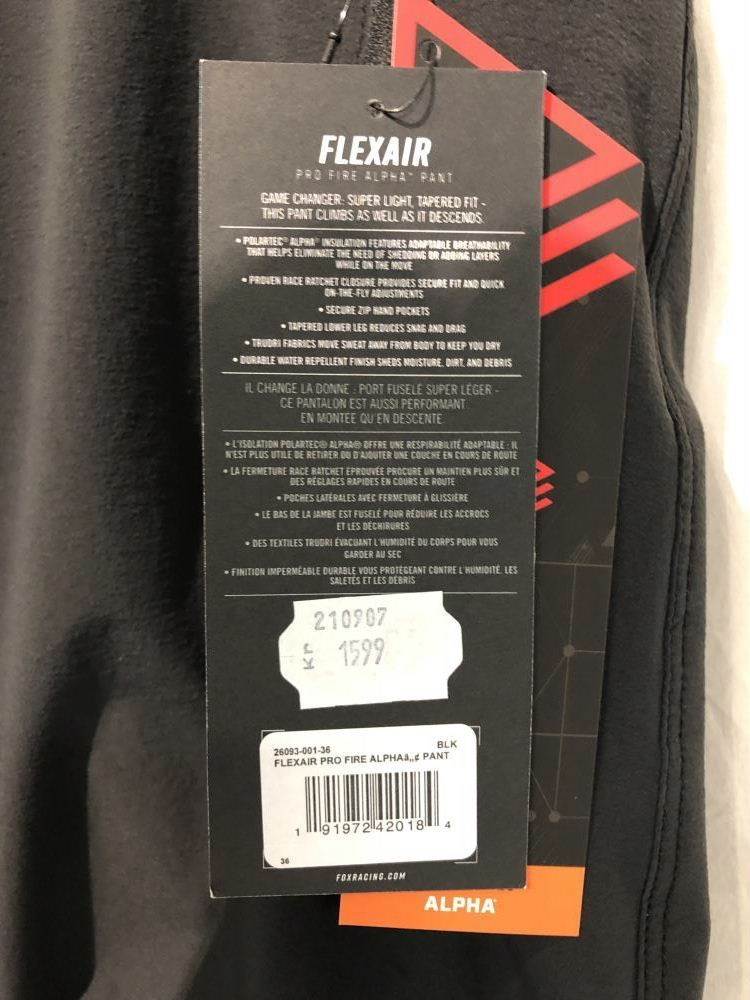 FLEXAIR
PRO FIRE ALPHA™ PANT
GAME CHANGER: SUPER LIGHT, TAPERED FIT -
THIS PANT CLIMBS AS WELL AS IT DESCENDS
• POLARTEC® ALPHA® INSULATION FEATURES ADAPTABLE BREATHABILITY
THAT HELPS ELIMINATE THE NEED OF SHEDDING OR ADDING LAYERS
WHILE ON THE MOVE
• PROVEN RACE RATCHET CLOSURE PROVIDES SECURE FIT AND QUICK
ON-THE-FLY ADJUSTMENTS
• SECURE ZIP HAND POCKETS
• TAPERED LOWER LEG REDUCES SNAG AND DRAG
• TRUDRI FABRICS MOVE SWEAT AWAY FROM BODY TO KEEP YOU DRY
• DURABLE WATER REPELLENT FINISH SHEDS MOISTURE, DIRT, AND DEBRIS
IL CHANGE LA DONNE : PORT FUSELÉ SUPER LÉGER -
CE PANTALON EST AUSSI PERFORMANT
EN MONTÉE QU'EN DESCENTE
• L'ISOLATION POLARTEC® ALPHA® OFFRE UNE RESPIRABILITÉ ADAPTABLE : IL
N'EST PLUS UTILE DE RETIRER OU D'AJOUTER UNE COUCHE EN COURS DE ROUTE
• LA FERMETURE RACE RATCHET ÉPROUVÉE PROCURE UN MAINTIEN PLUS SÛR ET
DES RÉGLAGES RAPIDES EN COURS DE ROUTE
• POCHES LATÉRALES AVEC FERMETURE À GLISSIÈRE
• LE BAS DE LA JAMBE EST FUSELÉ POUR RÉDUIRE LES ACCROCS
ET LES DÉCHIRURES
• DES TEXTILES TRUDRI ÉVACUANT L'HUMIDITÉ DU CORPS POUR VOUS
GARDER AU SEC
• FINITION IMPERMÉABLE DURABLE VOUS PROTÉGEANT CONTRE L'HUMIDITÉ, LES
SALETÉS ET LES DÉBRIS
210907
KR 1599
26093-001-36 BLK
FLEXAIR PRO FIRE ALPHAâ„¢ PANT
1 91972 42018 4
36
FOXRACING.COM
ALPHA®